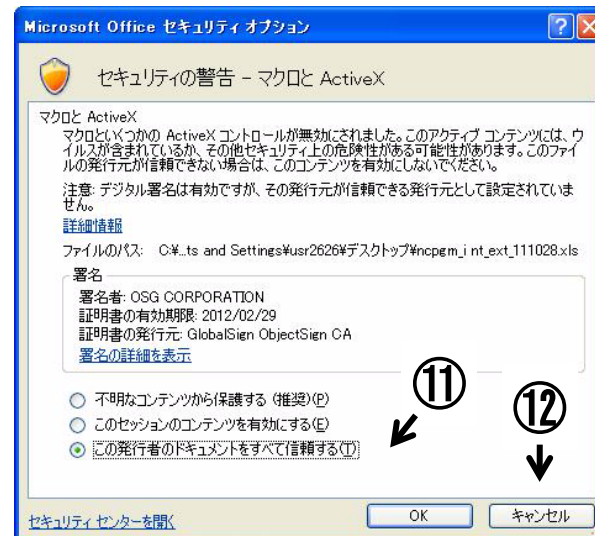 Microsoft Office セキュリティ オプション
セキュリティの警告 - マクロと ActiveX
マクロと ActiveX
マクロといくつかの ActiveX コントロールが無効にされました。このアクティブ コンテンツには、ウ
イルスが含まれているか、その他セキュリティ上の危険性がある可能性があります。このファイ
ルの発行元が信頼できない場合は、このコンテンツを有効にしないでください。
注意: デジタル署名は有効ですが、その発行元が信頼できる発行元として設定されていま
せん。
詳細情報
ファイルのパス: C:¥...ts and Settings¥usr2626¥デスクトップ¥ncpgm_int_ext_111028.xls
署名
署名者: OSG CORPORATION
証明書の有効期限: 2012/02/29
証明書の発行元: GlobalSign ObjectSign CA
署名の詳細を表示
不明なコンテンツから保護する (推奨)(P)
このセッションのコンテンツを有効にする(E)
この発行者のドキュメントをすべて信頼する(T)
⑪
⑫
セキュリティ センターを開く
OK
キャンセル